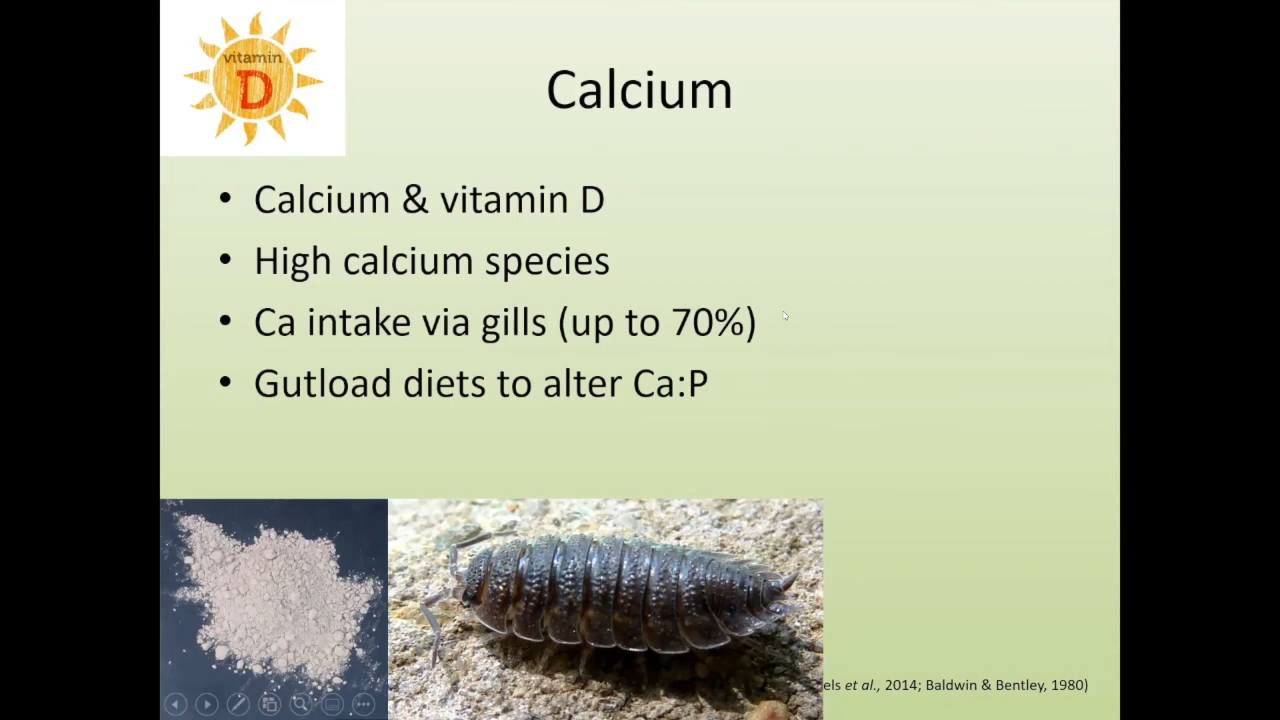 vitamin
D
Calcium
• Calcium & vitamin D
• High calcium species
• Ca intake via gills (up to 70%)
• Gutload diets to alter Ca:P
et al., 2014; Baldwin & Bentley, 1980)